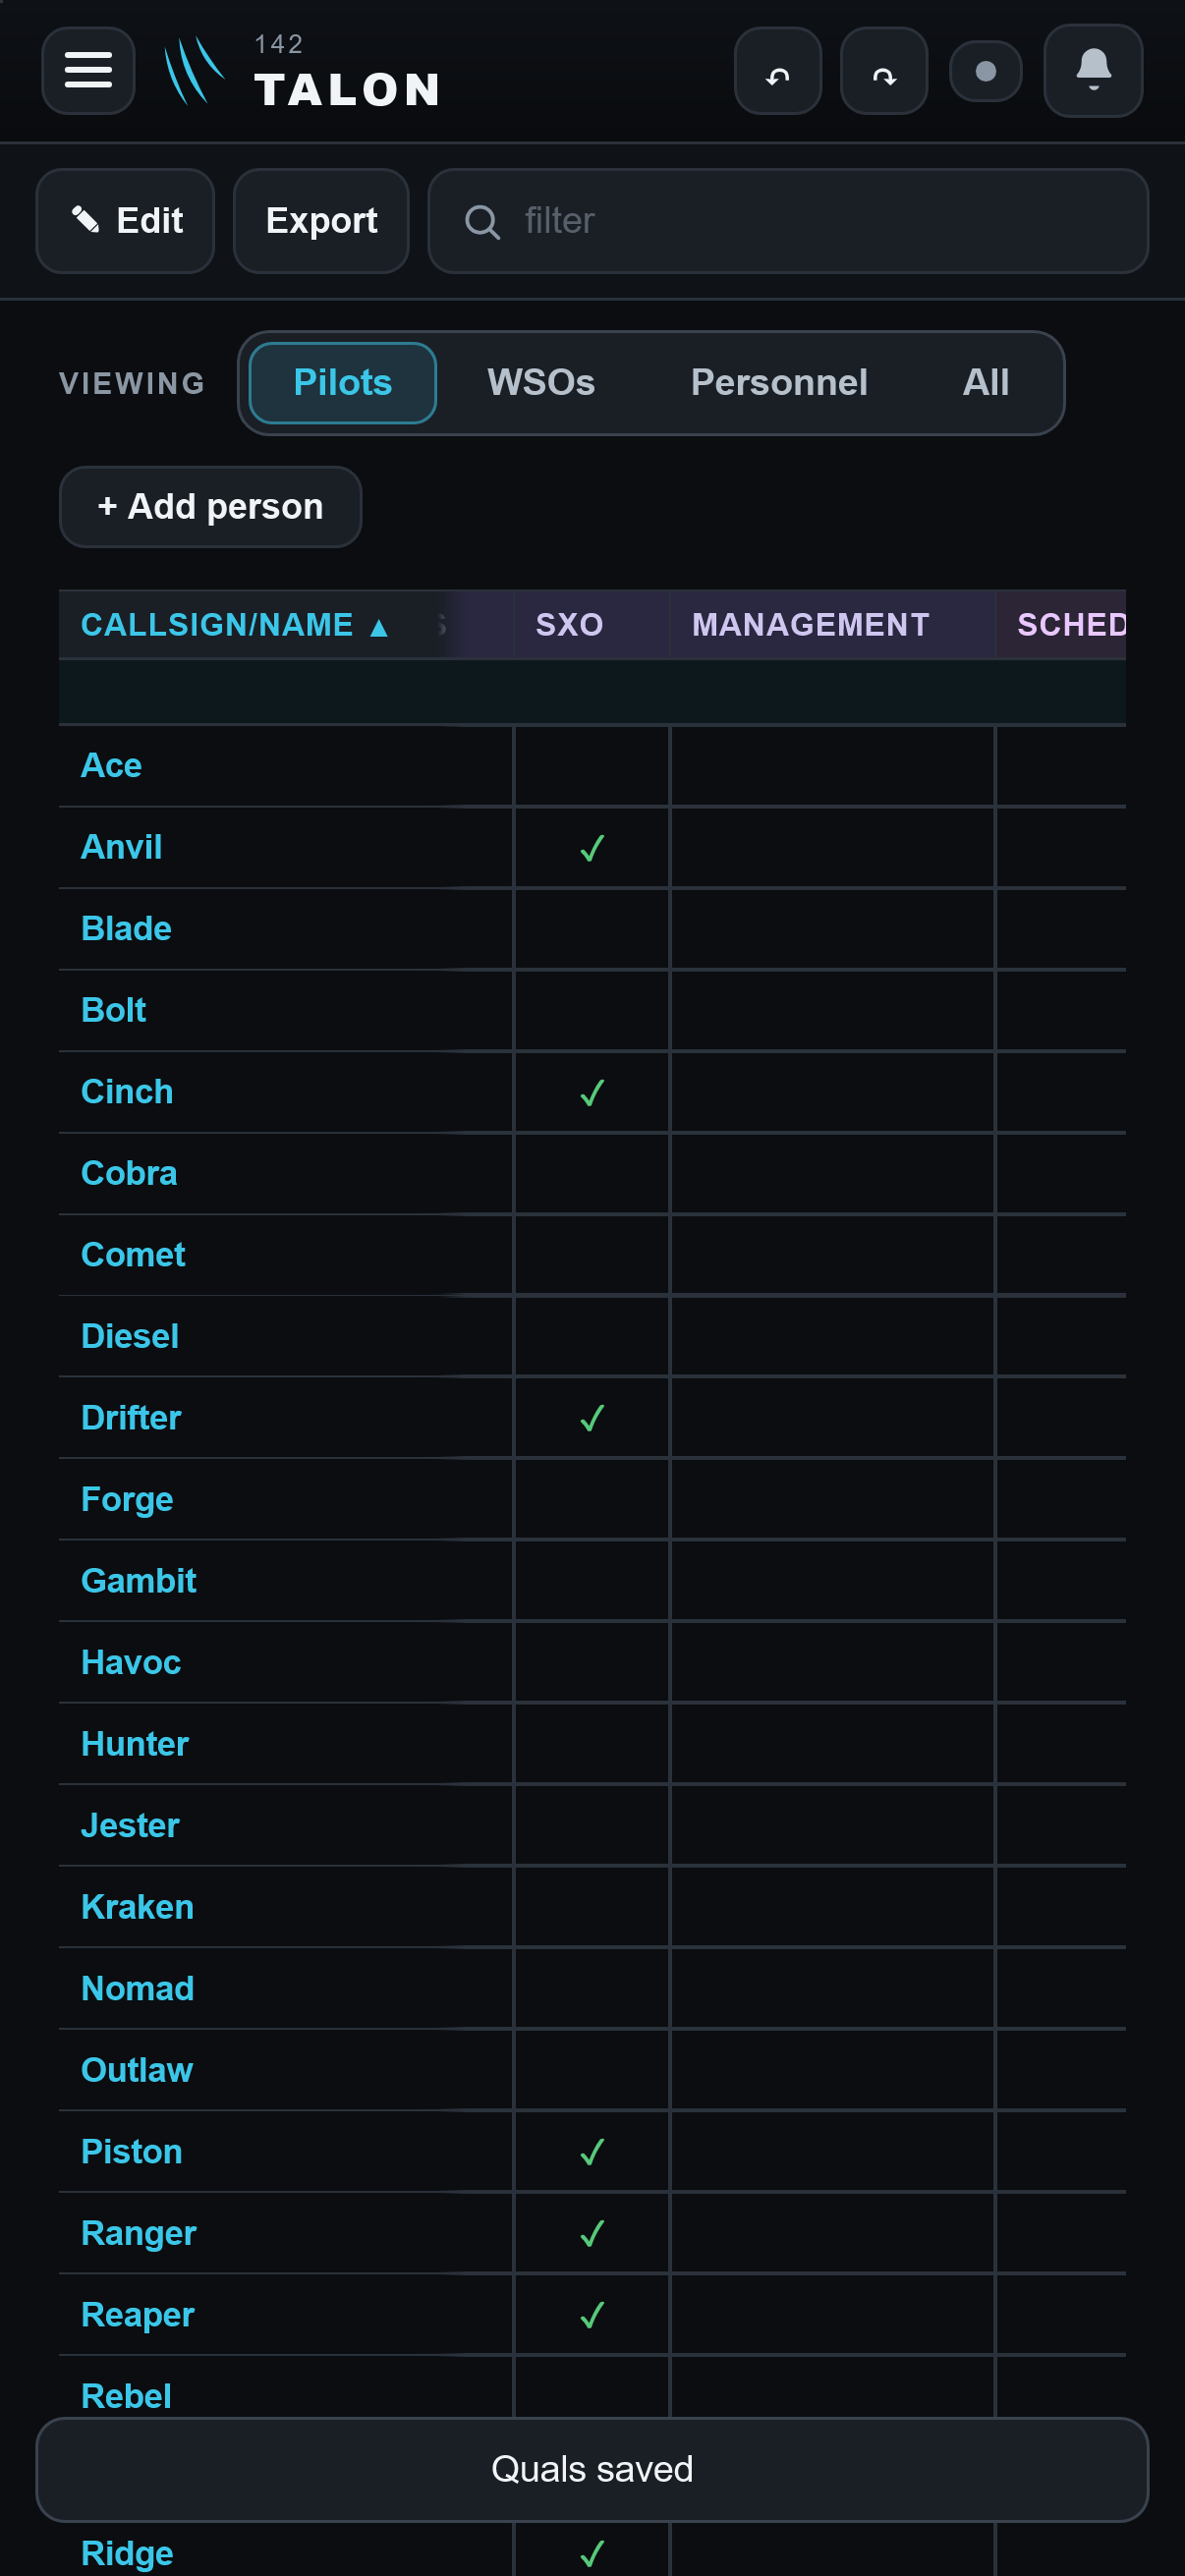 142
TALON
Edit
Export
filter
VIEWING
Pilots
WSOs
Personnel
All
+ Add person
CALLSIGN/NAME ▲ SXO MANAGEMENT SCHED
Ace
Anvil ✓
Blade
Bolt
Cinch ✓
Cobra
Comet
Diesel
Drifter ✓
Forge
Gambit
Havoc
Hunter
Jester
Kraken
Nomad
Outlaw
Piston ✓
Ranger ✓
Reaper ✓
Rebel
Quals saved
Ridge ✓